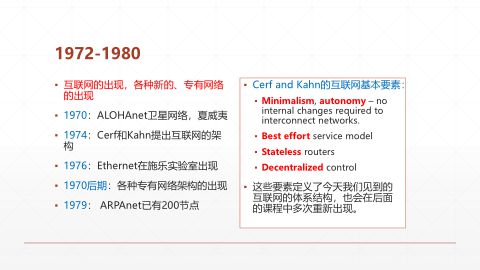 1972-1980
互联网的出现，各种新的、专有网络
的出现
1970：ALOHAnet卫星网络，夏威夷
1974：Cerf和Kahn提出互联网的架
构
1976：Ethernet在施乐实验室出现
1970后期：各种专有网络架构的出现
1979： ARPAnet已有200节点
Cerf and Kahn的互联网基本要素：
Minimalism, autonomy – no
internal changes required to
interconnect networks.
Best effort service model
Stateless routers
Decentralized control
这些要素定义了今天我们见到的
互联网的体系结构，也会在后面
的课程中多次重新出现。